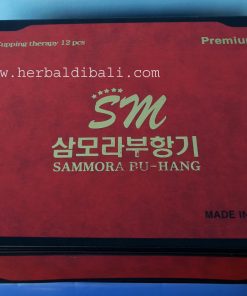 Cupping therapy 12 pcs
Premium
www.herbaldibali.com
SM
삼모라부항기
SAMMORA BU-HANG
MADE IN